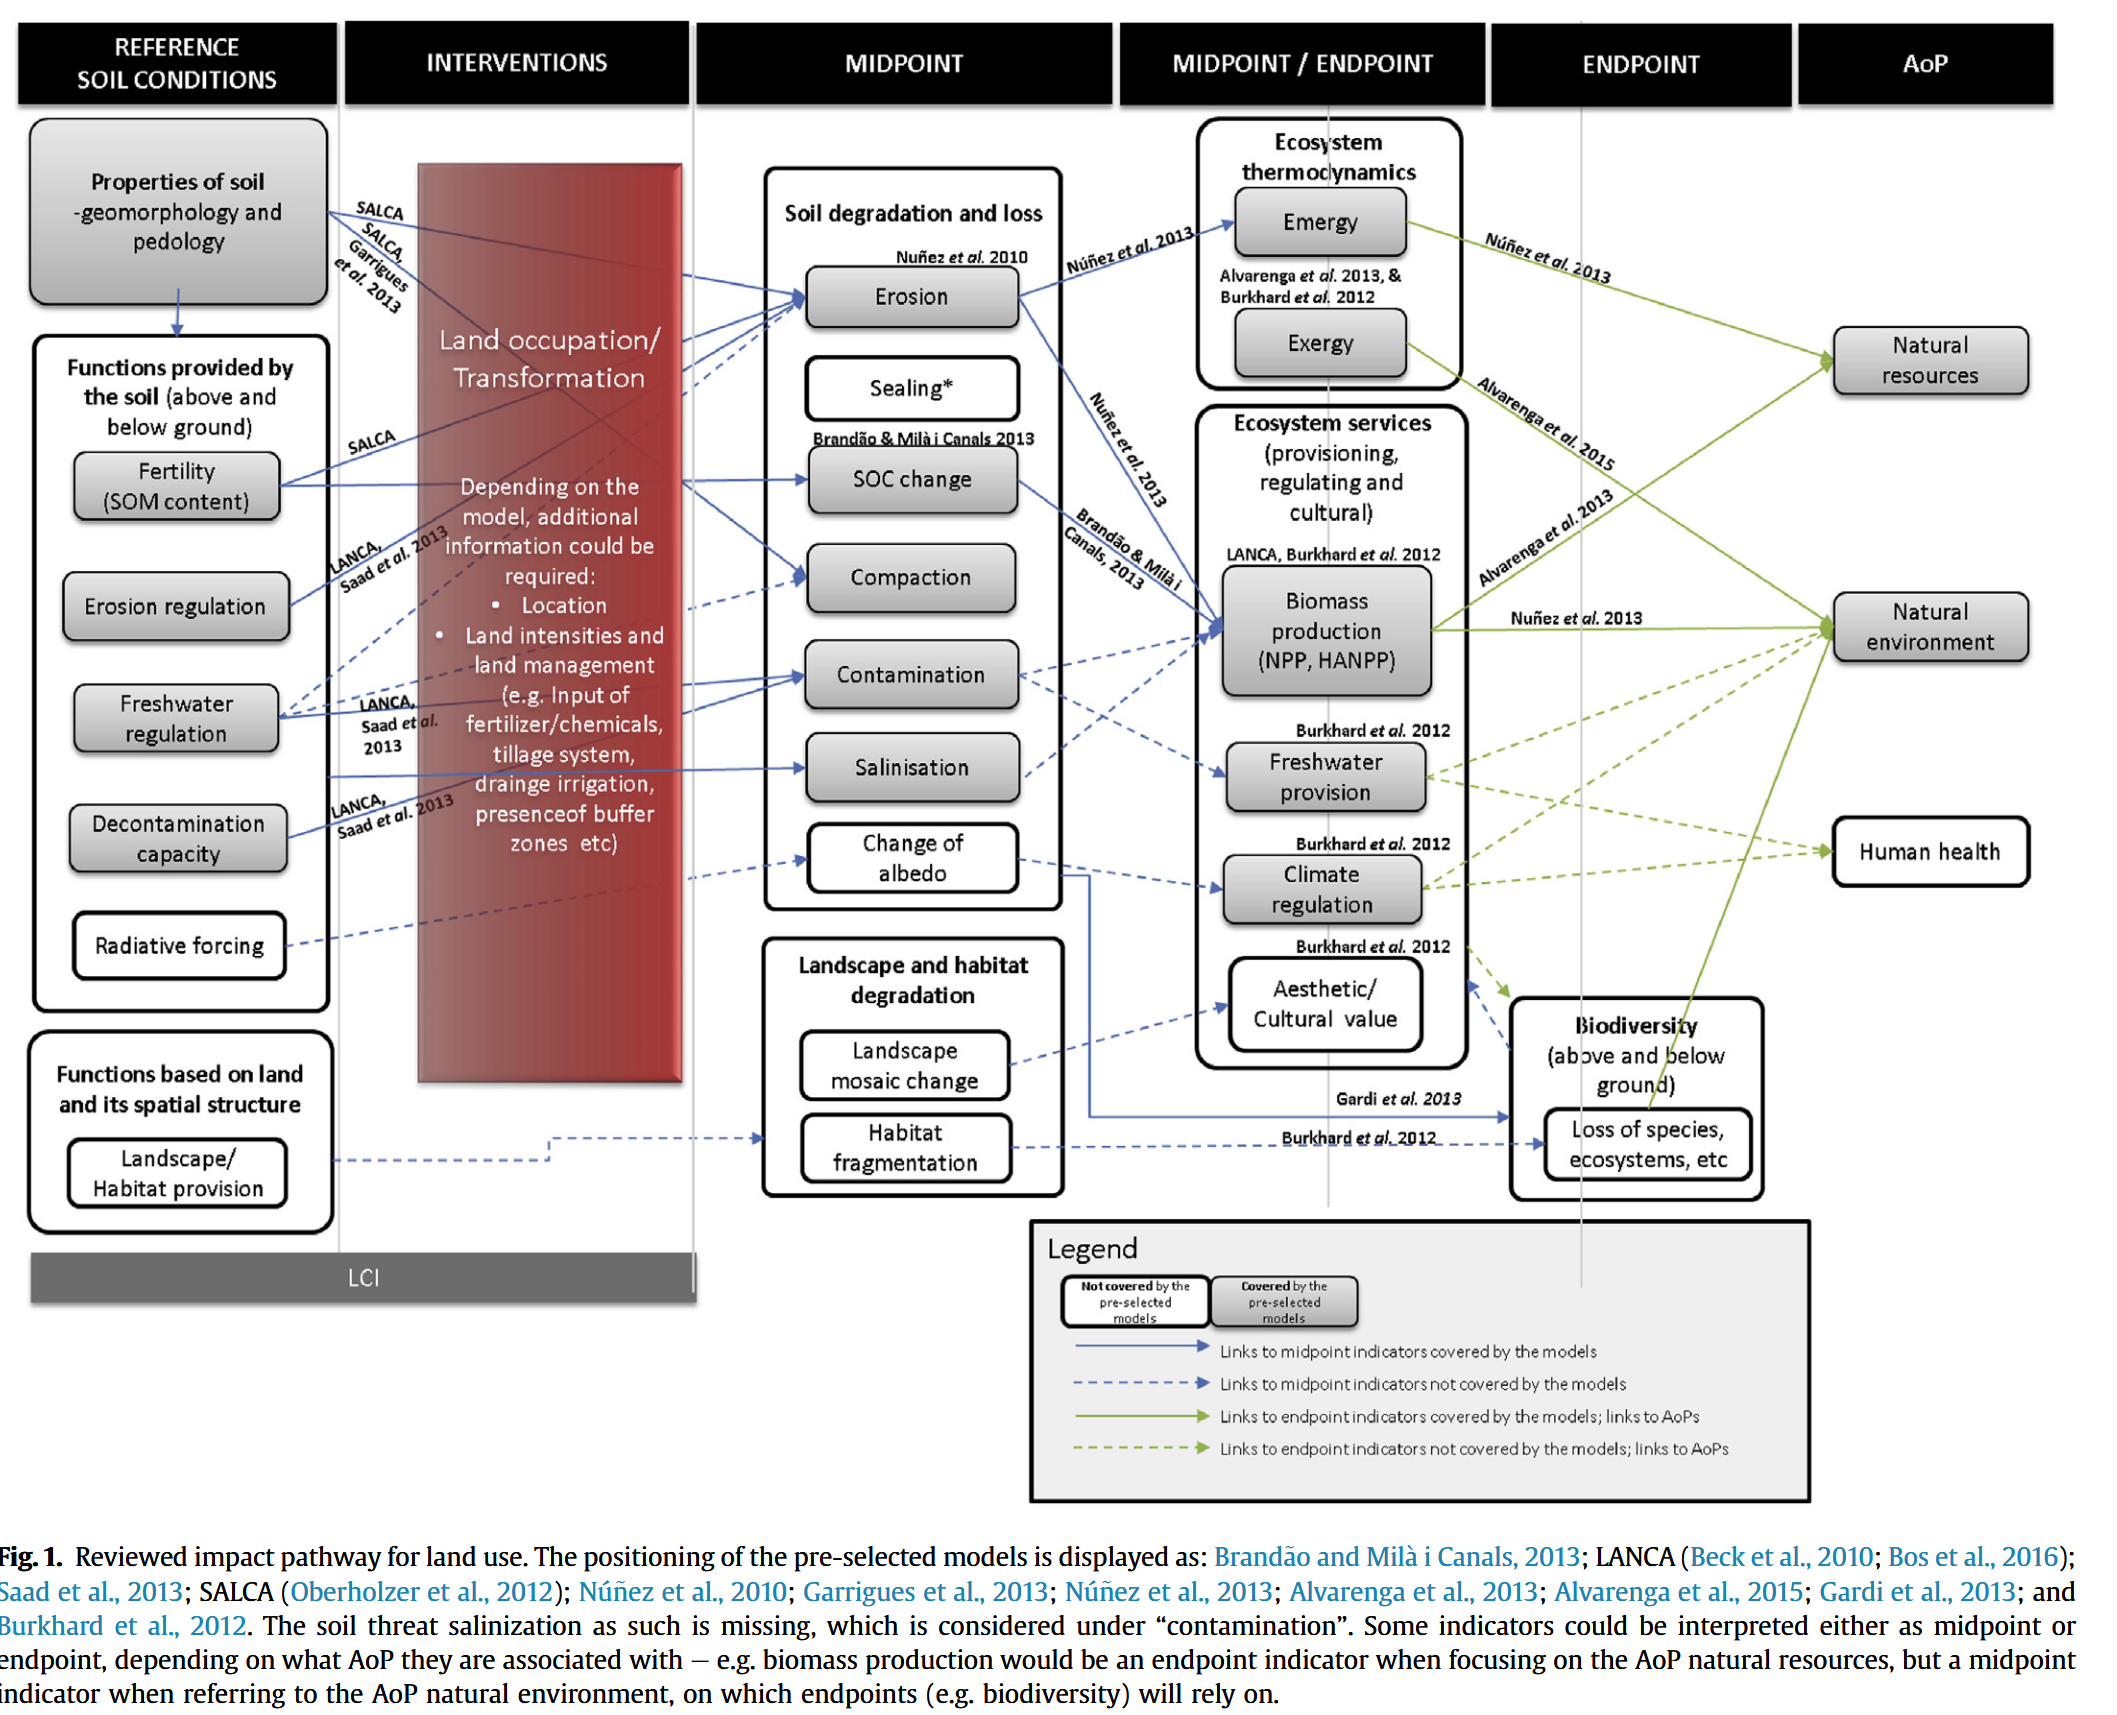 REFERENCE
SOIL CONDITIONS
INTERVENTIONS
MIDPOINT
MIDPOINT / ENDPOINT
ENDPOINT
AoP
Properties of soil
-geomorphology and
pedology
Functions provided by
the soil (above and
below ground)
Fertility
(SOM content)
Erosion regulation
Freshwater
regulation
Decontamination
capacity
Radiative forcing
Functions based on land
and its spatial structure
Landscape/
Habitat provision
LCI
SALCA
SALCA,
Garrigues
et al. 2013
SALCA
LANCA,
Saad et al. 2013
LANCA,
Saad et al.
2013
LANCA,
Saad et al. 2013
Land occupation/
Transformation
Depending on the
model, additional
information could be
required:
• Location
• Land intensities and
land management
(e.g. Input of
fertilizer/chemicals,
tillage system,
drainge irrigation,
presenceof buffer
zones etc)
Soil degradation and loss
Nuñez et al. 2010
Erosion
Sealing*
Brandão & Milà i Canals 2013
SOC change
Compaction
Contamination
Salinisation
Change of
albedo
Landscape and habitat
degradation
Landscape
mosaic change
Habitat
fragmentation
Núñez et al. 2013
Nuñez et al. 2013
Brandão & Milà i
Canals, 2013
Ecosystem
thermodynamics
Emergy
Alvarenga et al. 2013, &
Burkhard et al. 2012
Exergy
Ecosystem services
(provisioning,
regulating and
cultural)
LANCA, Burkhard et al. 2012
Biomass
production
(NPP, HANPP)
Burkhard et al. 2012
Freshwater
provision
Burkhard et al. 2012
Climate
regulation
Burkhard et al. 2012
Aesthetic/
Cultural value
Gardi et al. 2013
Burkhard et al. 2012
Núñez et al. 2013
Alvarenga et al. 2015
Alvarenga et al. 2013
Nuñez et al. 2013
Biodiversity
(above and below
ground)
Loss of species,
ecosystems, etc
Natural
resources
Natural
environment
Human health
Legend
Not covered by the
pre-selected
models
Covered by the
pre-selected
models
Links to midpoint indicators covered by the models
Links to midpoint indicators not covered by the models
Links to endpoint indicators covered by the models; links to AoPs
Links to endpoint indicators not covered by the models; links to AoPs
Fig. 1. Reviewed impact pathway for land use. The positioning of the pre-selected models is displayed as: Brandão and Milà i Canals, 2013; LANCA (Beck et al., 2010; Bos et al., 2016);
Saad et al., 2013; SALCA (Oberholzer et al., 2012); Núñez et al., 2010; Garrigues et al., 2013; Núñez et al., 2013; Alvarenga et al., 2013; Alvarenga et al., 2015; Gardi et al., 2013; and
Burkhard et al., 2012. The soil threat salinization as such is missing, which is considered under “contamination”. Some indicators could be interpreted either as midpoint or
endpoint, depending on what AoP they are associated with — e.g. biomass production would be an endpoint indicator when focusing on the AoP natural resources, but a midpoint
indicator when referring to the AoP natural environment, on which endpoints (e.g. biodiversity) will rely on.